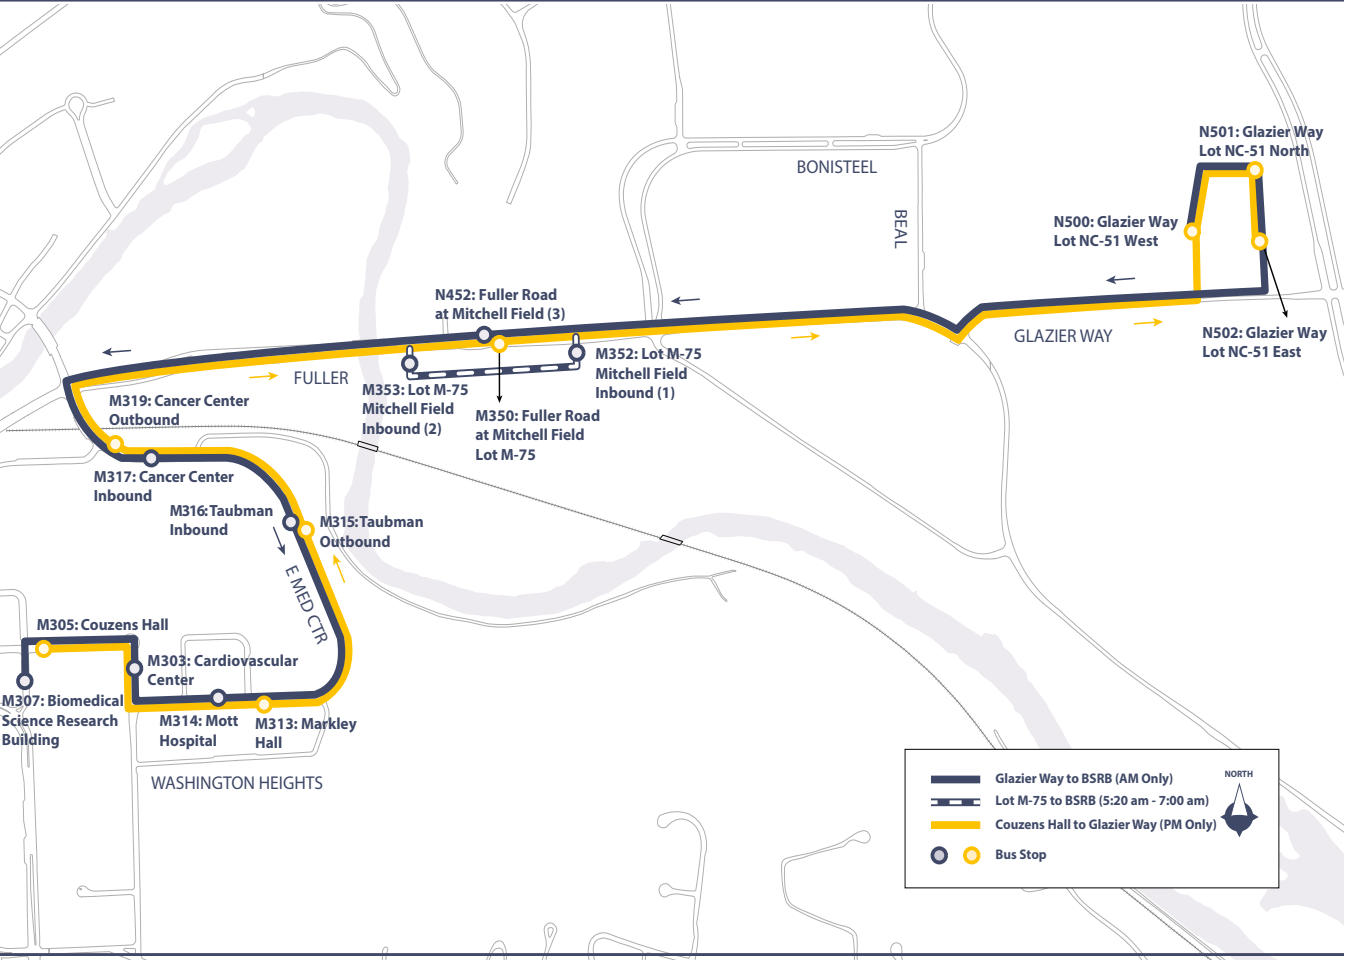 N501: Glazier Way
Lot NC-51 North
BONISTEEL
BEAL
N500: Glazier Way
Lot NC-51 West
N452: Fuller Road
at Mitchell Field (3)
GLAZIER WAY
N502: Glazier Way
Lot NC-51 East
FULLER
M352: Lot M-75
Mitchell Field
Inbound (1)
M353: Lot M-75
Mitchell Field
Inbound (2)
M350: Fuller Road
at Mitchell Field
Lot M-75
M319: Cancer Center
Outbound
M317: Cancer Center
Inbound
M316:Taubman
Inbound
M315:Taubman
Outbound
E MED CTR
M305: Couzens Hall
M303: Cardiovascular
Center
M307: Biomedical
Science Research
Building
M314: Mott
Hospital
M313: Markley
Hall
WASHINGTON HEIGHTS
Glazier Way to BSRB (AM Only)
Lot M-75 to BSRB (5:20 am - 7:00 am)
Couzens Hall to Glazier Way (PM Only)
Bus Stop
NORTH